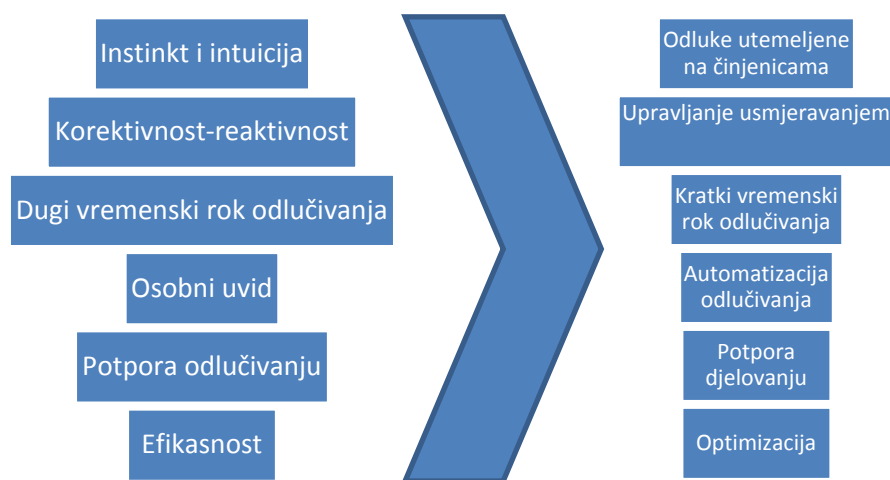 Instinkt i intuicija
Korektivnost-reaktivnost
Dugi vremenski rok odlučivanja
Osobni uvid
Potpora odlučivanju
Efikasnost
Odluke utemeljene
na činjenicama
Upravljanje usmjeravanjem
Kratki vremenski
rok odlučivanja
Automatizacija
odlučivanja
Potpora
djelovanju
Optimizacija